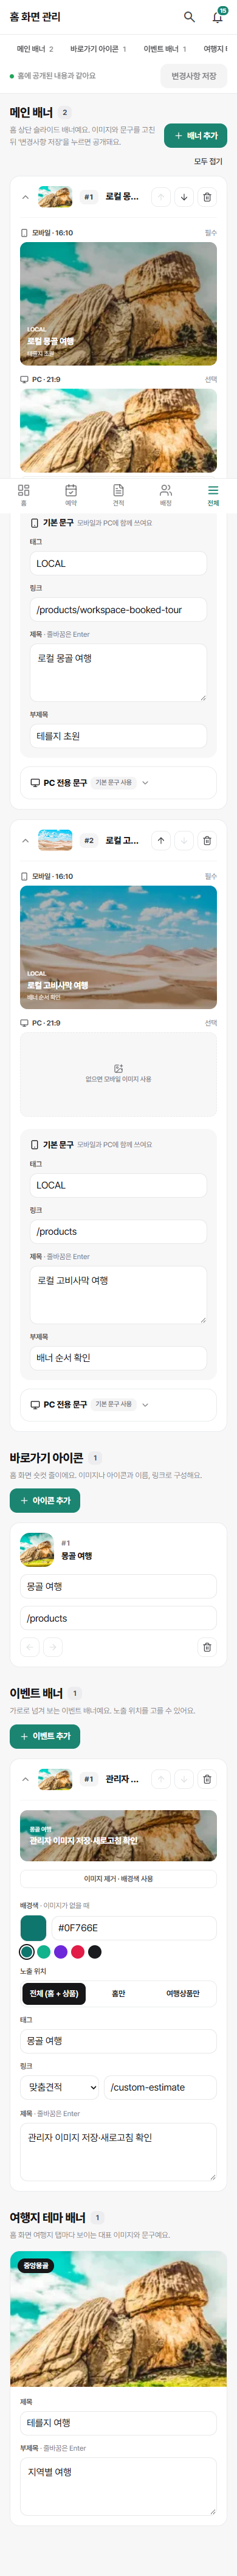 홈 화면 관리
15
메인 배너 2 바로가기 아이콘 1 이벤트 배너 1 여행지
홈에 공개된 내용과 같아요 변경사항 저장
메인 배너 2
홈 상단 슬라이드 배너예요. 이미지와 문구를 고친
뒤 '변경사항 저장'을 누르면 공개돼요.
배너 추가
모두 접기
#1 로컬 몽...
모바일 · 16:10 필수
LOCAL
로컬 몽골 여행
테를지 초원
PC · 21:9 선택
홈 예약 견적 배정 전체
기본 문구 모바일과 PC에 함께 쓰여요
태그
LOCAL
링크
/products/workspace-booked-tour
제목 · 줄바꿈은 Enter
로컬 몽골 여행
부제목
테를지 초원
PC 전용 문구 기본 문구 사용
#2 로컬 고...
모바일 · 16:10 필수
LOCAL
로컬 고비사막 여행
배너 순서 확인
PC · 21:9 선택
없으면 모바일 이미지 사용
기본 문구 모바일과 PC에 함께 쓰여요
태그
LOCAL
링크
/products
제목 · 줄바꿈은 Enter
로컬 고비사막 여행
부제목
배너 순서 확인
PC 전용 문구 기본 문구 사용
바로가기 아이콘 1
홈 화면 숏컷 줄이에요. 이미지나 아이콘과 이름, 링크로 구성해요.
아이콘 추가
#1
몽골 여행
몽골 여행
/products
이벤트 배너 1
가로로 넘겨 보는 이벤트 배너예요. 노출 위치를 고를 수 있어요.
이벤트 추가
#1 관리자 ...
몽골 여행
관리자 이미지 저장·새로고침 확인
이미지 제거 · 배경색 사용
배경색 · 이미지가 없을 때
#0F766E
노출 위치
전체 (홈 + 상품) 홈만 여행상품만
태그
몽골 여행
링크
맞춤견적 /custom-estimate
제목 · 줄바꿈은 Enter
관리자 이미지 저장·새로고침 확인
여행지 테마 배너 1
홈 화면 여행지 탭마다 보이는 대표 이미지와 문구예요.
중앙몽골
제목
테를지 여행
부제목 · 줄바꿈은 Enter
지역별 여행